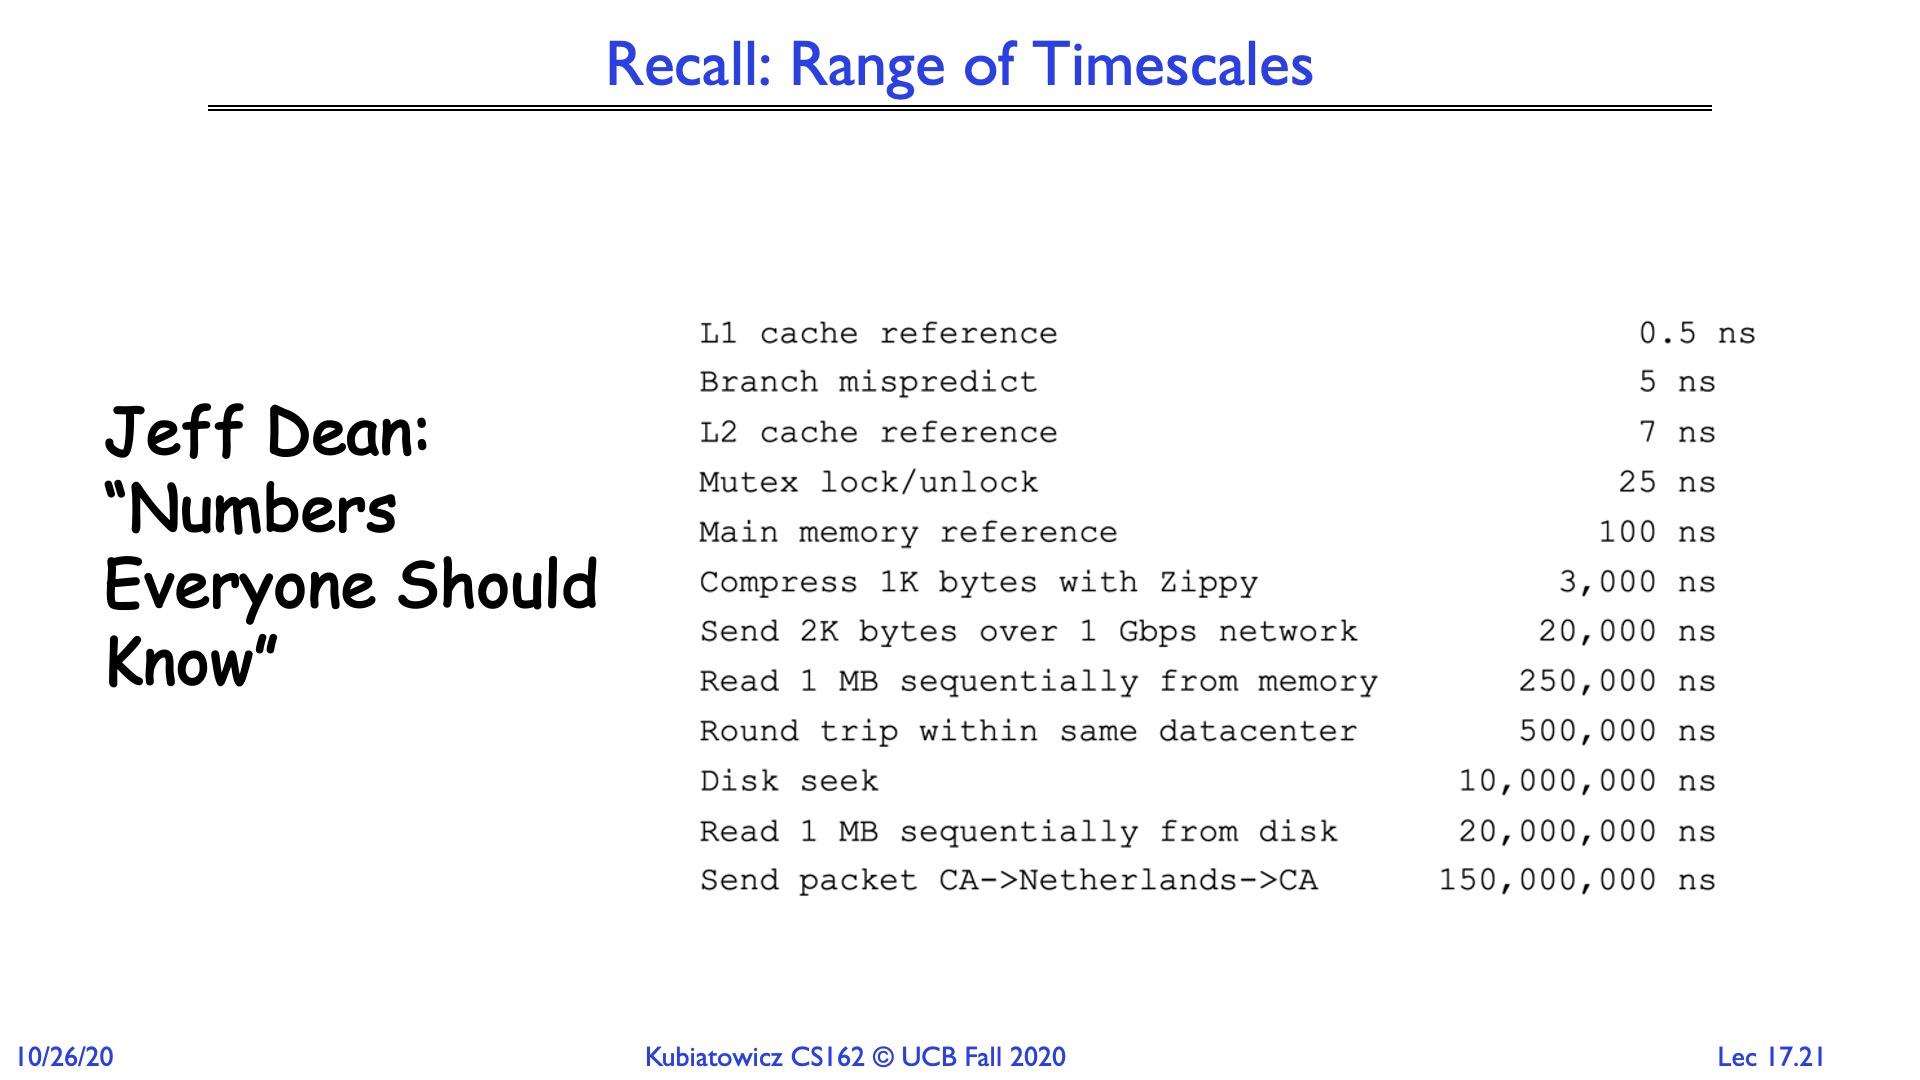 Recall: Range of Timescales
Jeff Dean:
“Numbers
Everyone Should
Know”
L1 cache reference 0.5 ns
Branch mispredict 5 ns
L2 cache reference 7 ns
Mutex lock/unlock 25 ns
Main memory reference 100 ns
Compress 1K bytes with Zippy 3,000 ns
Send 2K bytes over 1 Gbps network 20,000 ns
Read 1 MB sequentially from memory 250,000 ns
Round trip within same datacenter 500,000 ns
Disk seek 10,000,000 ns
Read 1 MB sequentially from disk 20,000,000 ns
Send packet CA->Netherlands->CA 150,000,000 ns
10/26/20 Kubiatowicz CS162 © UCB Fall 2020 Lec 17.21